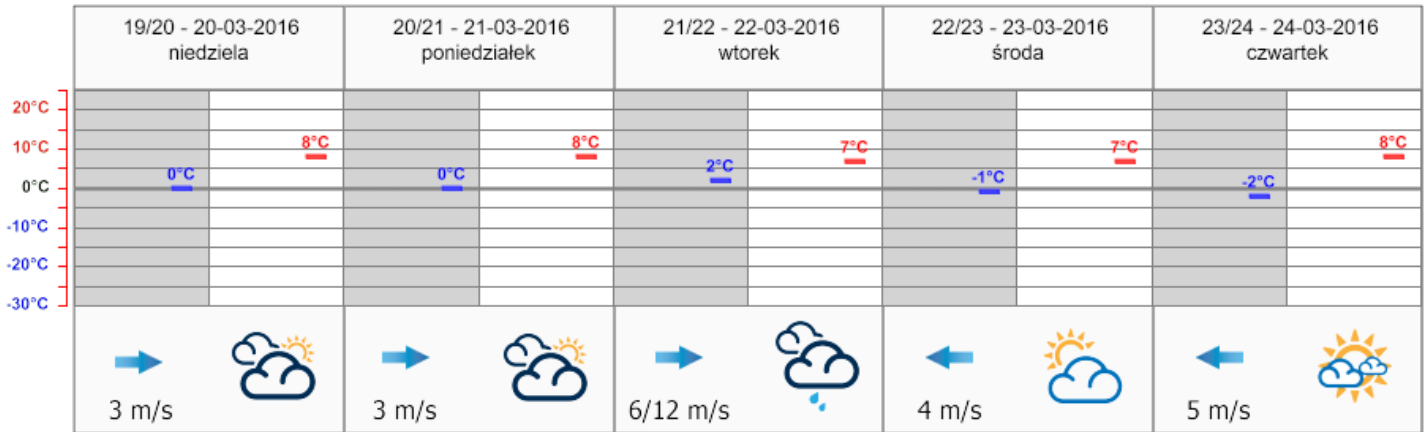 19/20 - 20-03-2016
niedziela
20/21 - 21-03-2016
poniedziałek
21/22 - 22-03-2016
wtorek
22/23 - 23-03-2016
środa
23/24 - 24-03-2016
czwartek
20°C
10°C
0°C
-10°C
-20°C
-30°C
0°C
8°C
0°C
8°C
2°C
7°C
-1°C
7°C
-2°C
8°C
3 m/s
3 m/s
6/12 m/s
4 m/s
5 m/s